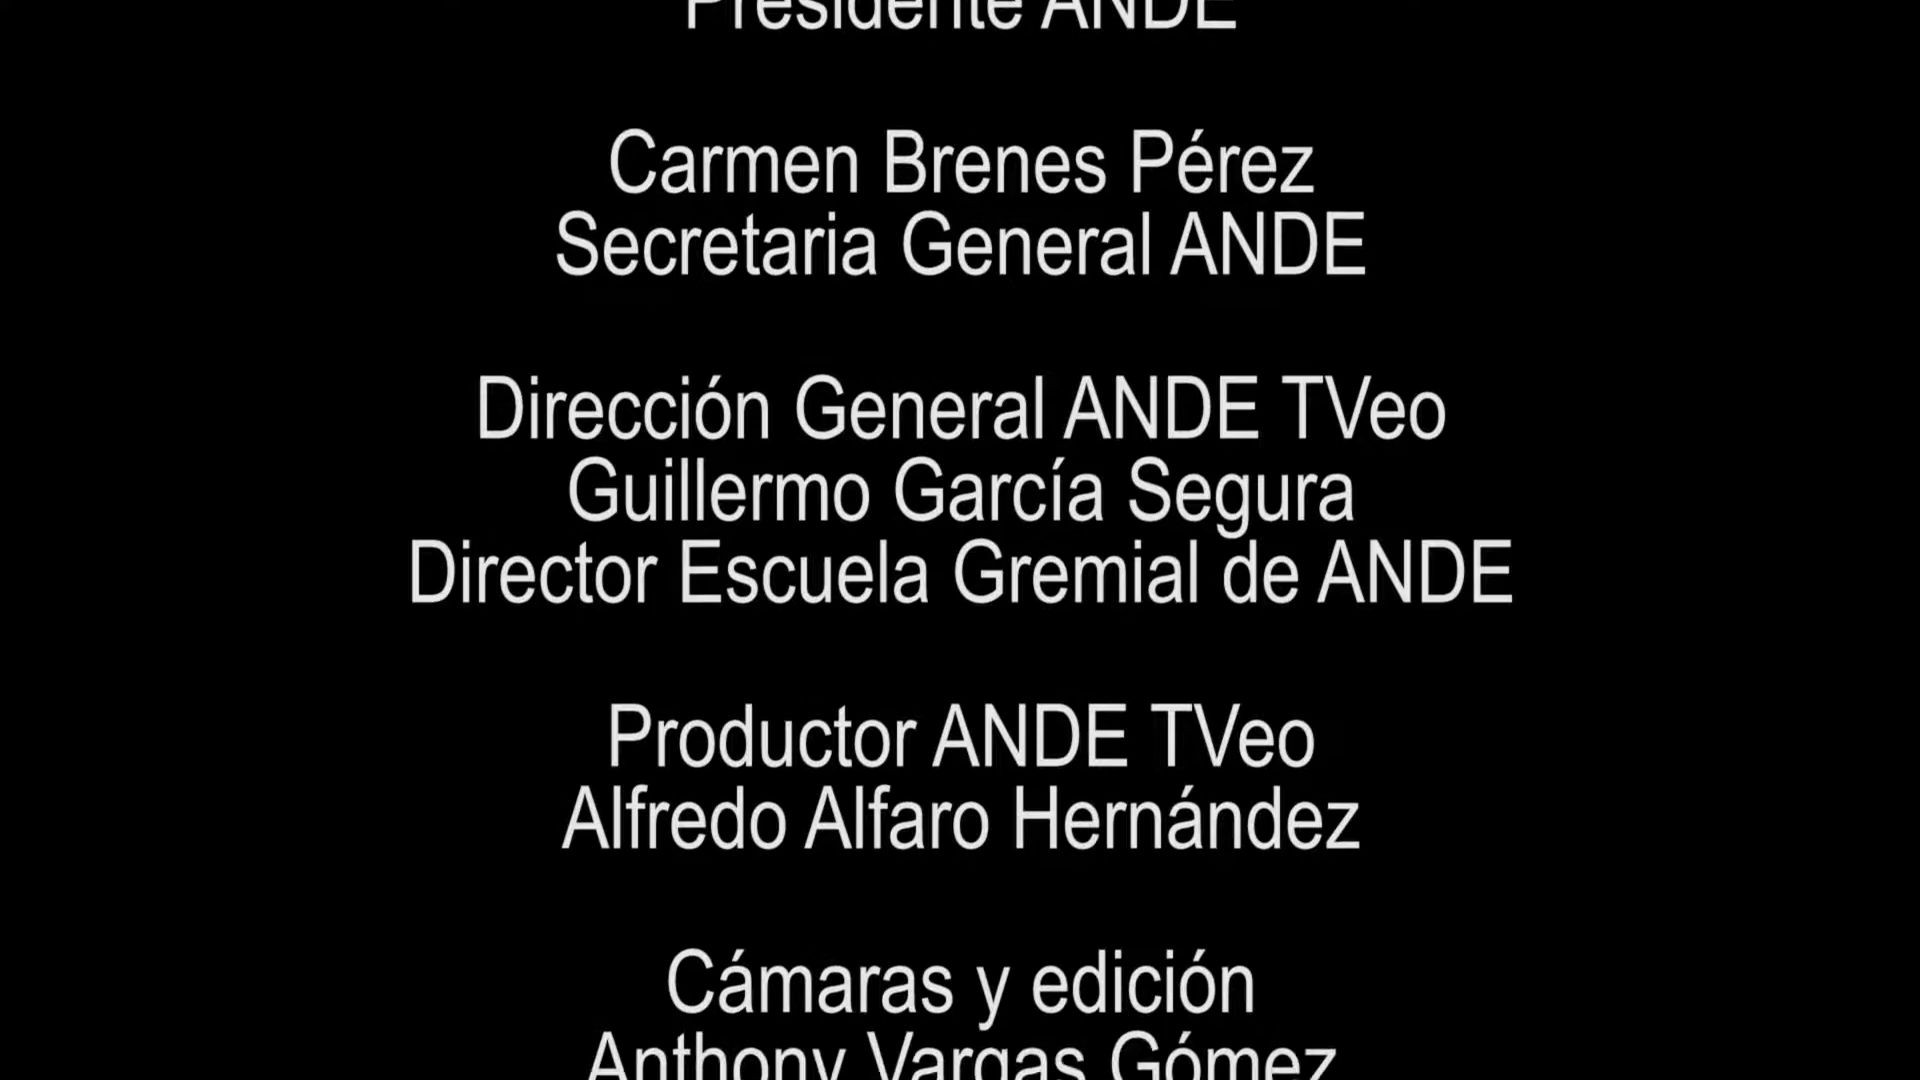 Presidente ANDE
Carmen Brenes Pérez
Secretaria General ANDE
Dirección General ANDE TVeo
Guillermo García Segura
Director Escuela Gremial de ANDE
Productor ANDE TVeo
Alfredo Alfaro Hernández
Cámaras y edición
Anthony Vargas Gómez